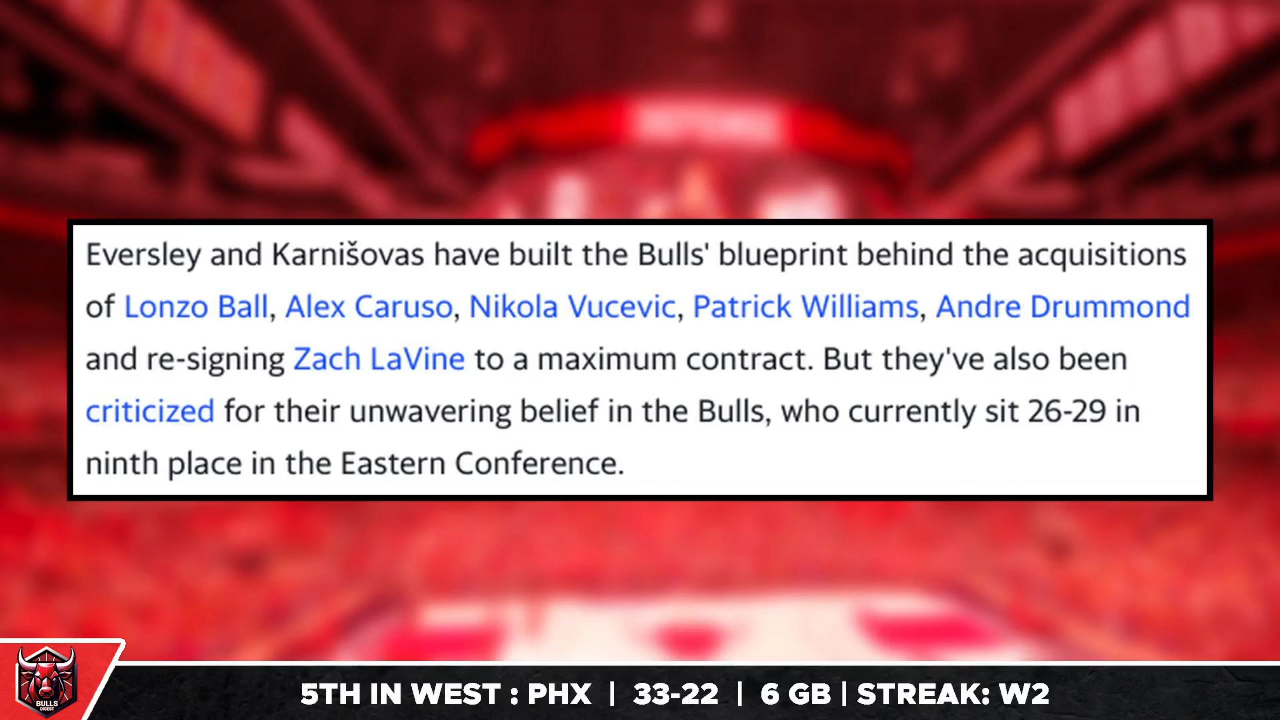 Eversley and Karnišovas have built the Bulls' blueprint behind the acquisitions
of Lonzo Ball, Alex Caruso, Nikola Vucevic, Patrick Williams, Andre Drummond
and re-signing Zach LaVine to a maximum contract. But they've also been
criticized for their unwavering belief in the Bulls, who currently sit 26-29 in
ninth place in the Eastern Conference.
BULLS
DIGEST
5TH IN WEST : PHX | 33-22 | 6 GB | STREAK: W2